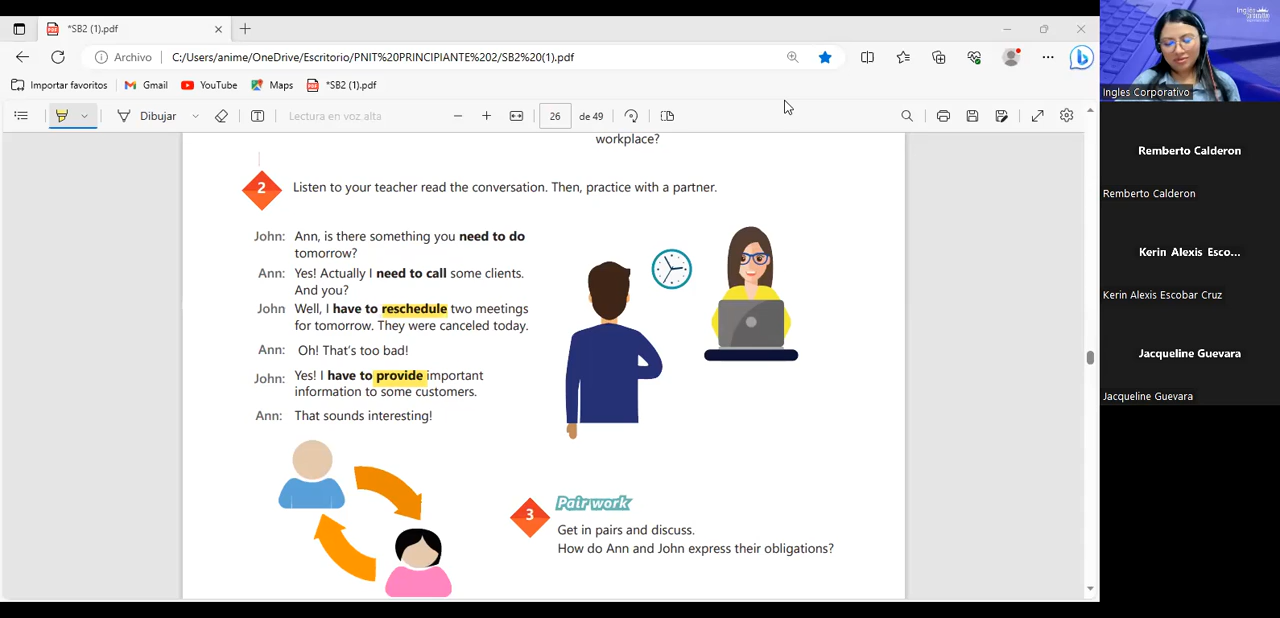 *SB2 (1).pdf
Archivo
C:/Users/anime/OneDrive/Escritorio/PNIT%20PRINCIPIANTE%202/SB2%20(1).pdf
Importar favoritos
Gmail
YouTube
Maps
*SB2 (1).pdf
Dibujar
Lectura en voz alta
26
de 49
workplace?
2
Listen to your teacher read the conversation. Then, practice with a partner.
John: Ann, is there something you need to do
tomorrow?
Ann: Yes! Actually I need to call some clients.
And you?
John Well, I have to reschedule two meetings
for tomorrow. They were canceled today.
Ann: Oh! That's too bad!
John: Yes! I have to provide important
information to some customers.
Ann: That sounds interesting!
3
Pair work
Get in pairs and discuss.
How do Ann and John express their obligations?
Ingles Corporativo
Remberto Calderon
Remberto Calderon
Kerin Alexis Esco...
Kerin Alexis Escobar Cruz
Jacqueline Guevara
Jacqueline Guevara